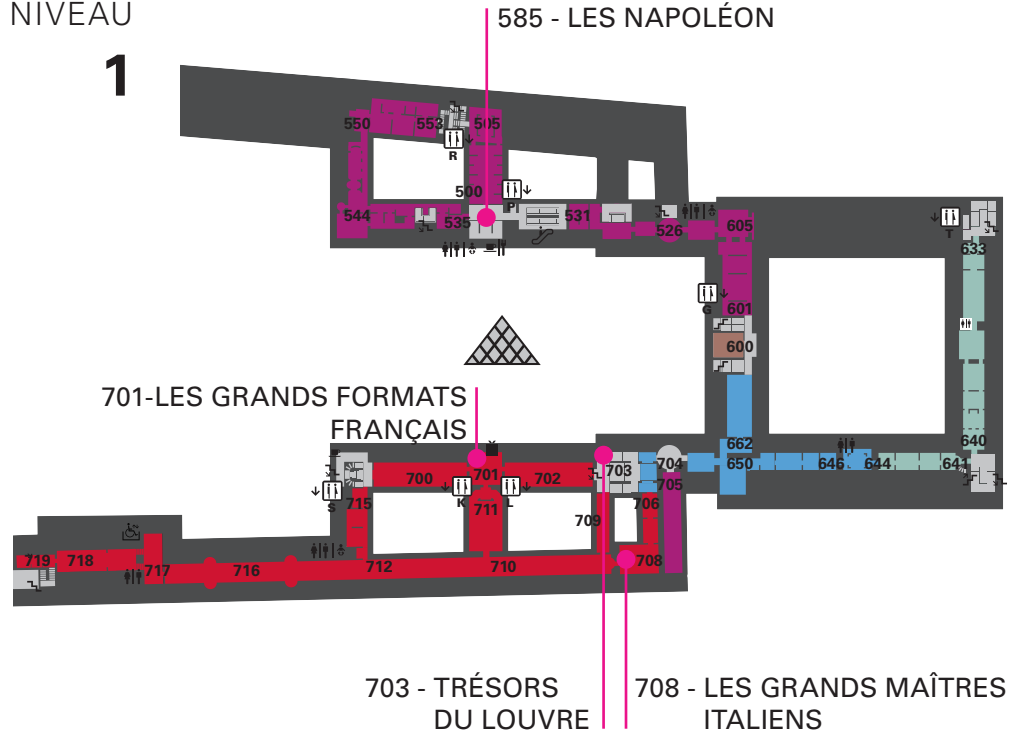 NIVEAU
1
585 - LES NAPOLÉON
550
553
505
R
500
P
544
535
531
526
605
T
633
G
601
600
701-LES GRANDS FORMATS
FRANÇAIS
662
640
700
701
702
703
704
650
646
644
641
K
L
S
715
711
709
705
706
719
718
717
716
712
710
708
703 - TRÉSORS
DU LOUVRE
708 - LES GRANDS MAÎTRES
ITALIENS